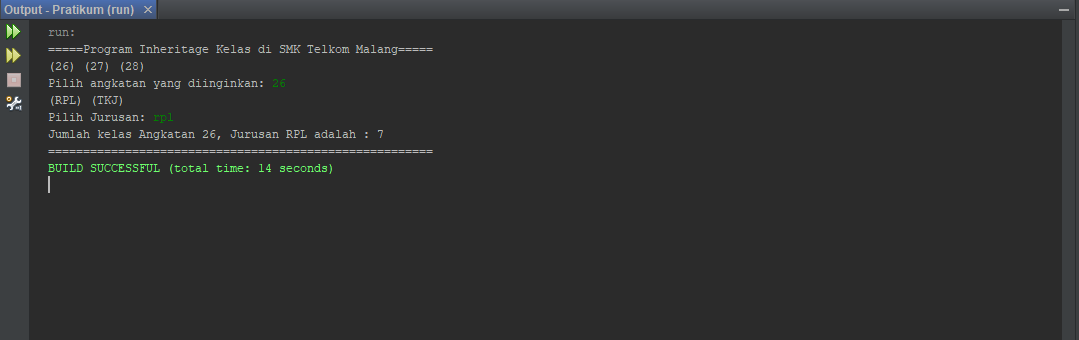 Output - Pratikum (run)
run:
=====Program Inheritage Kelas di SMK Telkom Malang=====
(26) (27) (28)
Pilih angkatan yang diinginkan: 26
(RPL) (TKJ)
Pilih Jurusan: rpl
Jumlah kelas Angkatan 26, Jurusan RPL adalah : 7
=======================================================
BUILD SUCCESSFUL (total time: 14 seconds)